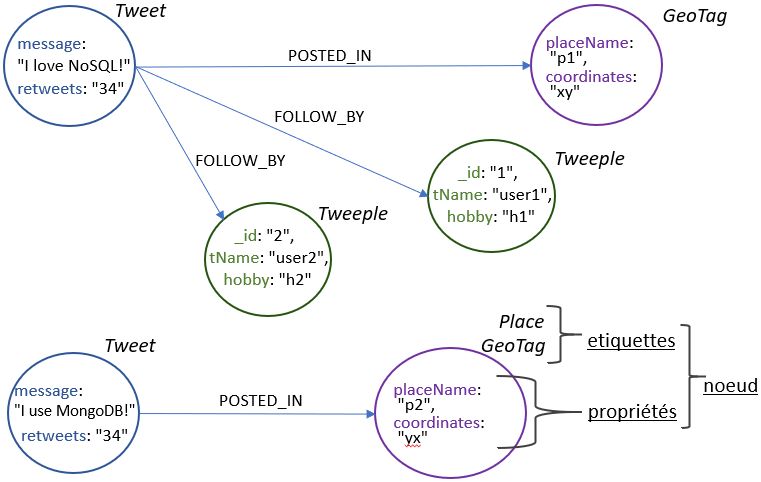 Tweet
message:
"I love NoSQL!"
retweets: "34"
POSTED_IN
GeoTag
placeName:
"p1",
coordinates:
"xy"
FOLLOW_BY
Tweeple
_id: "1",
tName: "user1",
hobby: "h1"
FOLLOW_BY
Tweeple
_id: "2",
tName: "user2",
hobby: "h2"
Tweet
message:
"I use MongoDB!"
retweets: "34"
POSTED_IN
Place
GeoTag
placeName:
"p2",
coordinates:
"yx"
etiquettes
propriétés
noeud